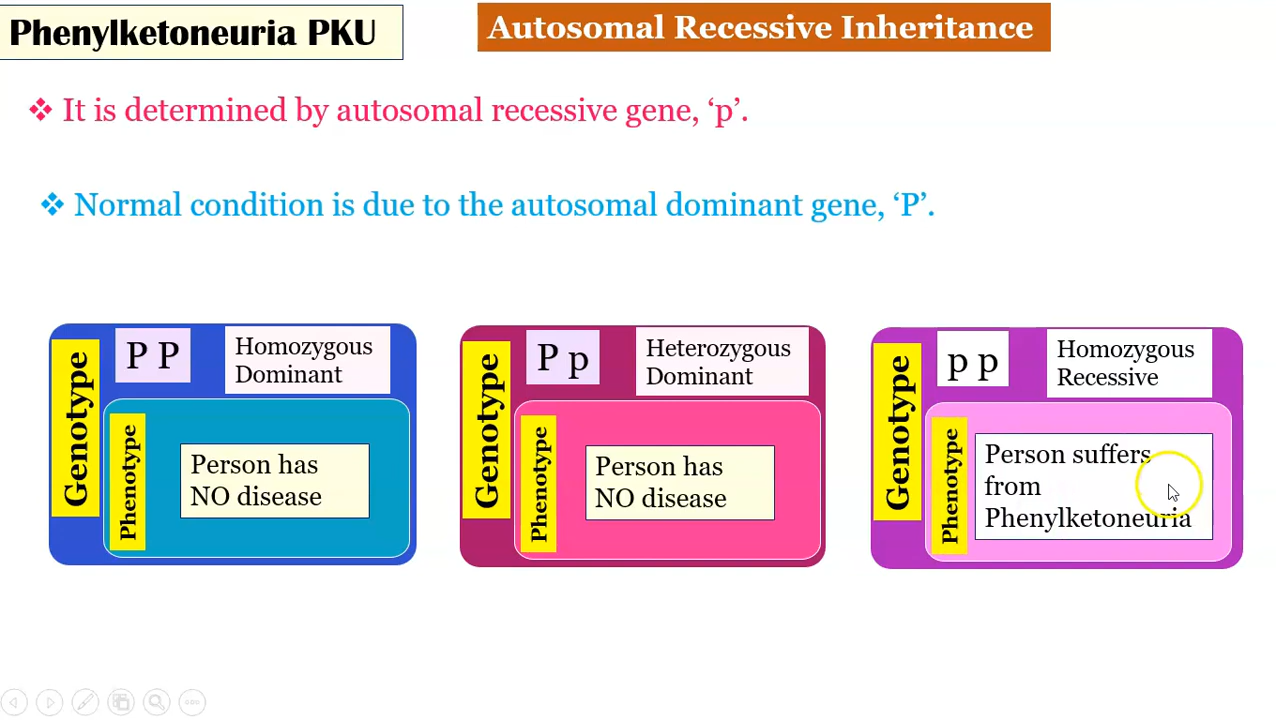 Phenylketoneuria PKU
Autosomal Recessive Inheritance
❖ It is determined by autosomal recessive gene, ‘p’.
❖ Normal condition is due to the autosomal dominant gene, ‘P’.
Genotype
P P
Homozygous
Dominant
Phenotype
Person has
NO disease
Genotype
P p
Heterozygous
Dominant
Phenotype
Person has
NO disease
Genotype
p p
Homozygous
Recessive
Phenotype
Person suffers
from
Phenylketoneuria